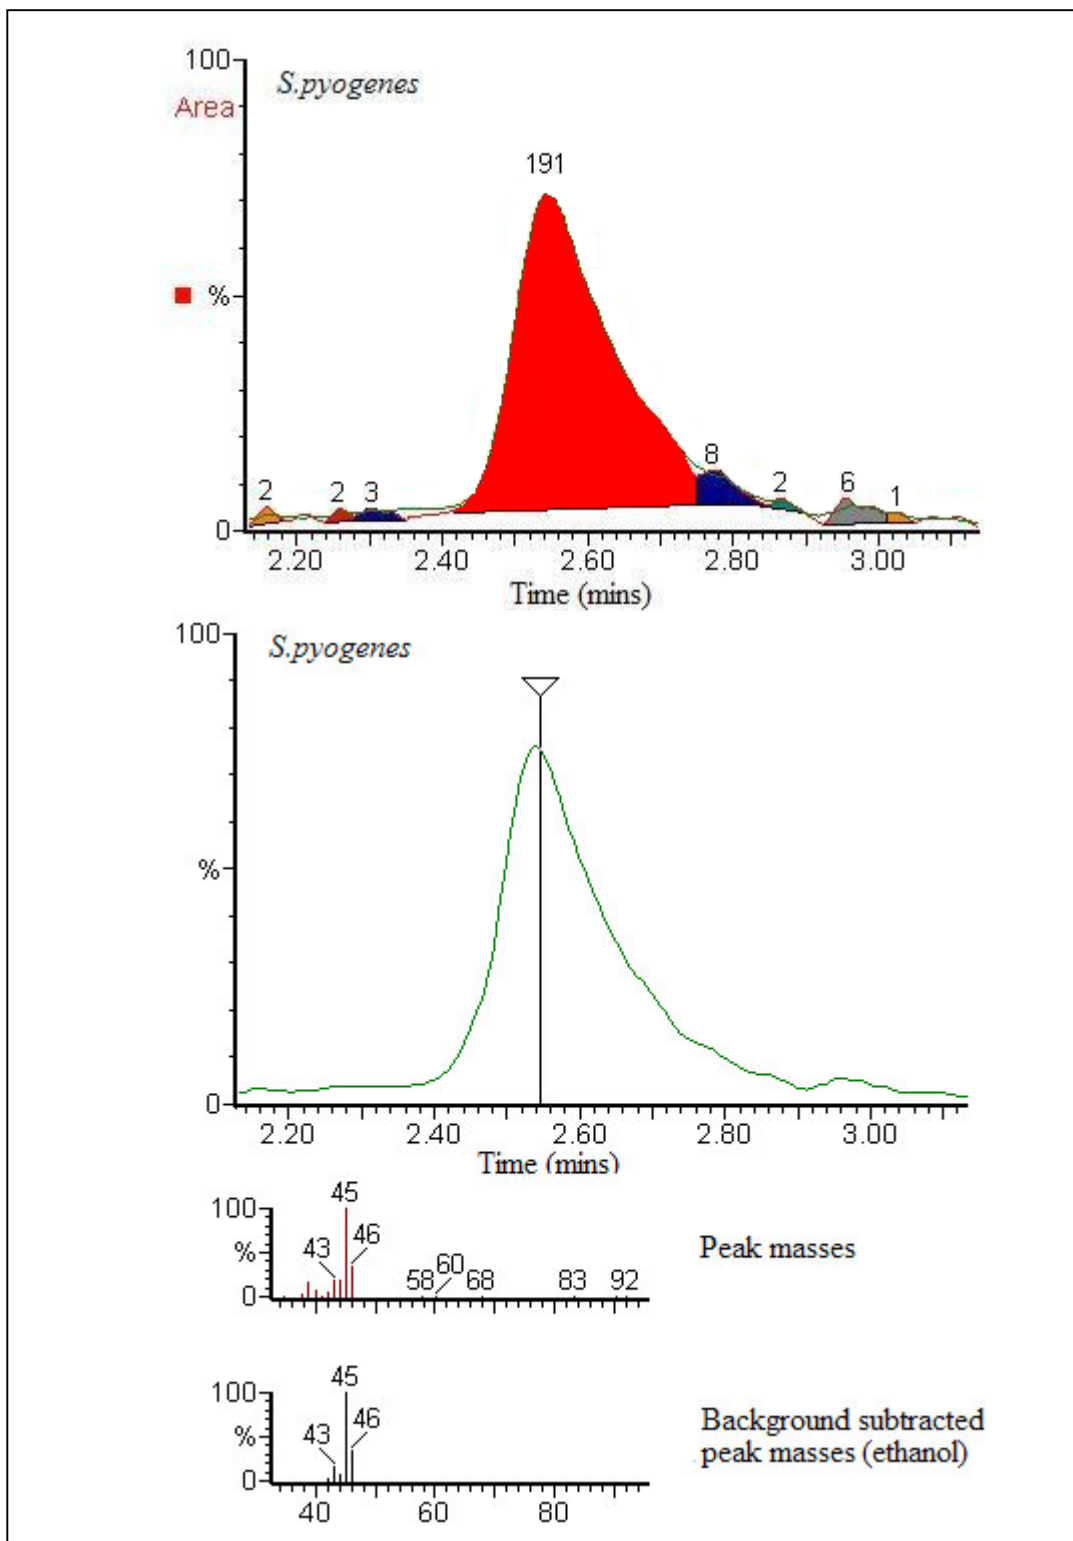 100
S.pyogenes
Area
191
%
8
2 2 3 2 6 1
0
2.20 2.40 2.60 2.80 3.00
Time (mins)
100
S.pyogenes
%
0
2.20 2.40 2.60 2.80 3.00
Time (mins)
45
100
43 46
%
58 60 68 83 92
0
Peak masses
45
100
43 46
%
0
Background subtracted
peak masses (ethanol)
40 60 80